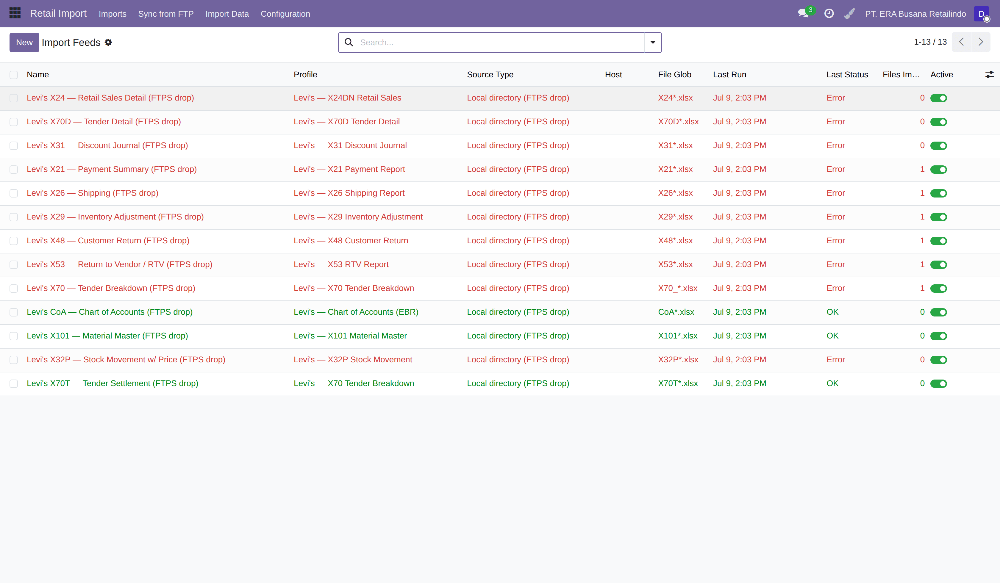 Retail Import Imports Sync from FTP Import Data Configuration 3 PT. ERA Busana Retailindo D
New Import Feeds Search... 1-13 / 13
Name Profile Source Type Host File Glob Last Run Last Status Files Im... Active
Levi's X24 — Retail Sales Detail (FTPS drop) Levi's — X24DN Retail Sales Local directory (FTPS drop) X24*.xlsx Jul 9, 2:03 PM Error 0
Levi's X70D — Tender Detail (FTPS drop) Levi's — X70D Tender Detail Local directory (FTPS drop) X70D*.xlsx Jul 9, 2:03 PM Error 0
Levi's X31 — Discount Journal (FTPS drop) Levi's — X31 Discount Journal Local directory (FTPS drop) X31*.xlsx Jul 9, 2:03 PM Error 0
Levi's X21 — Payment Summary (FTPS drop) Levi's — X21 Payment Report Local directory (FTPS drop) X21*.xlsx Jul 9, 2:03 PM Error 1
Levi's X26 — Shipping (FTPS drop) Levi's — X26 Shipping Report Local directory (FTPS drop) X26*.xlsx Jul 9, 2:03 PM Error 1
Levi's X29 — Inventory Adjustment (FTPS drop) Levi's — X29 Inventory Adjustment Local directory (FTPS drop) X29*.xlsx Jul 9, 2:03 PM Error 1
Levi's X48 — Customer Return (FTPS drop) Levi's — X48 Customer Return Local directory (FTPS drop) X48*.xlsx Jul 9, 2:03 PM Error 1
Levi's X53 — Return to Vendor / RTV (FTPS drop) Levi's — X53 RTV Report Local directory (FTPS drop) X53*.xlsx Jul 9, 2:03 PM Error 1
Levi's X70 — Tender Breakdown (FTPS drop) Levi's — X70 Tender Breakdown Local directory (FTPS drop) X70_*.xlsx Jul 9, 2:03 PM Error 1
Levi's CoA — Chart of Accounts (FTPS drop) Levi's — Chart of Accounts (EBR) Local directory (FTPS drop) CoA*.xlsx Jul 9, 2:03 PM OK 0
Levi's X101 — Material Master (FTPS drop) Levi's — X101 Material Master Local directory (FTPS drop) X101*.xlsx Jul 9, 2:03 PM OK 0
Levi's X32P — Stock Movement w/ Price (FTPS drop) Levi's — X32P Stock Movement Local directory (FTPS drop) X32P*.xlsx Jul 9, 2:03 PM Error 0
Levi's X70T — Tender Settlement (FTPS drop) Levi's — X70 Tender Breakdown Local directory (FTPS drop) X70T*.xlsx Jul 9, 2:03 PM OK 0